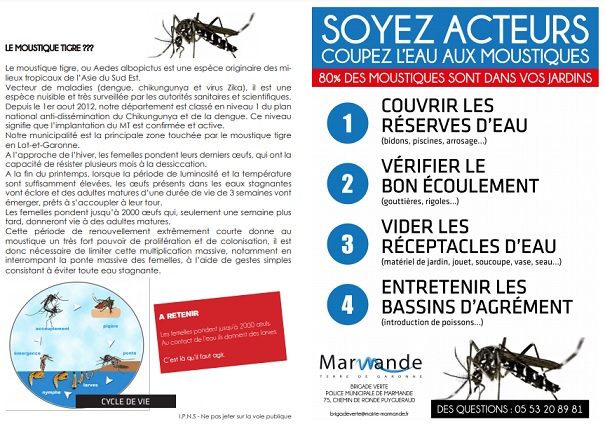 LE MOUSTIQUE TIGRE ???
Le moustique tigre, ou Aedes albopictus est une espèce originaire des mi-
lieux tropicaux de l'Asie du Sud Est.
Vecteur de maladies (dengue, chikungunya et virus Zika), il est une
espèce nuisible et très surveillée par les autorités sanitaires et scientifiques.
Depuis le 1er aout 2012, notre département est classé en niveau 1 du plan
national anti-dissémination du Chikungunya et de la dengue. Ce niveau
signifie que l'implantation du MT est confirmée et active.
Notre municipalité est la principale zone touchée par le moustique tigre
en Lot-et-Garonne.
A l'approche de l'hiver, les femelles pondent leurs derniers œufs, qui ont la
capacité de résister plusieurs mois à la dessiccation.
A la fin du printemps, lorsque la période de luminosité et la température
sont suffisamment élevées, les œufs présents dans les eaux stagnantes
vont éclore et des adultes matures d'une durée de vie de 3 semaines vont
émerger, prêts à s'accoupler à leur tour.
Les femelles pondent jusqu'à 2000 œufs qui, seulement une semaine plus
tard, donneront vie à des adultes matures.
Cette période de renouvellement extrêmement courte donne au
moustique un très fort pouvoir de prolifération et de colonisation, il est
donc nécessaire de limiter cette multiplication massive, notamment en
interrompant la ponte massive des femelles, à l'aide de gestes simples
consistant à éviter toute eau stagnante.
accouplement
piqûre
émergence
ponte
nymphe
larves
CYCLE DE VIE
A RETENIR
Les femelles pondent jusqu'à 2000 œufs
Au contact de l'eau ils donnent des larves
C'est là qu'il faut agir.
I.P.N.S - Ne pas jeter sur la voie publique
SOYEZ ACTEURS
COUPEZ L'EAU AUX MOUSTIQUES
80% DES MOUSTIQUES SONT DANS VOS JARDINS
1
COUVRIR LES
RÉSERVES D'EAU
(bidons, piscines, arrosage...)
2
VÉRIFIER LE
BON ÉCOULEMENT
(gouttières, rigoles...)
3
VIDER LES
RÉCEPTACLES D'EAU
(matériel de jardin, jouet, soucoupe, vase, seau...)
4
ENTRETENIR LES
BASSINS D'AGRÉMENT
(introduction de poissons...)
Marmande
TERRE DE GARONNE
BRIGADE VERTE
POLICE MUNICIPALE DE MARMANDE
75, CHEMIN DE RONDE PUYGUERAUD
brigadeverte@mairie-marmande.fr
DES QUESTIONS : 05 53 20 89 81